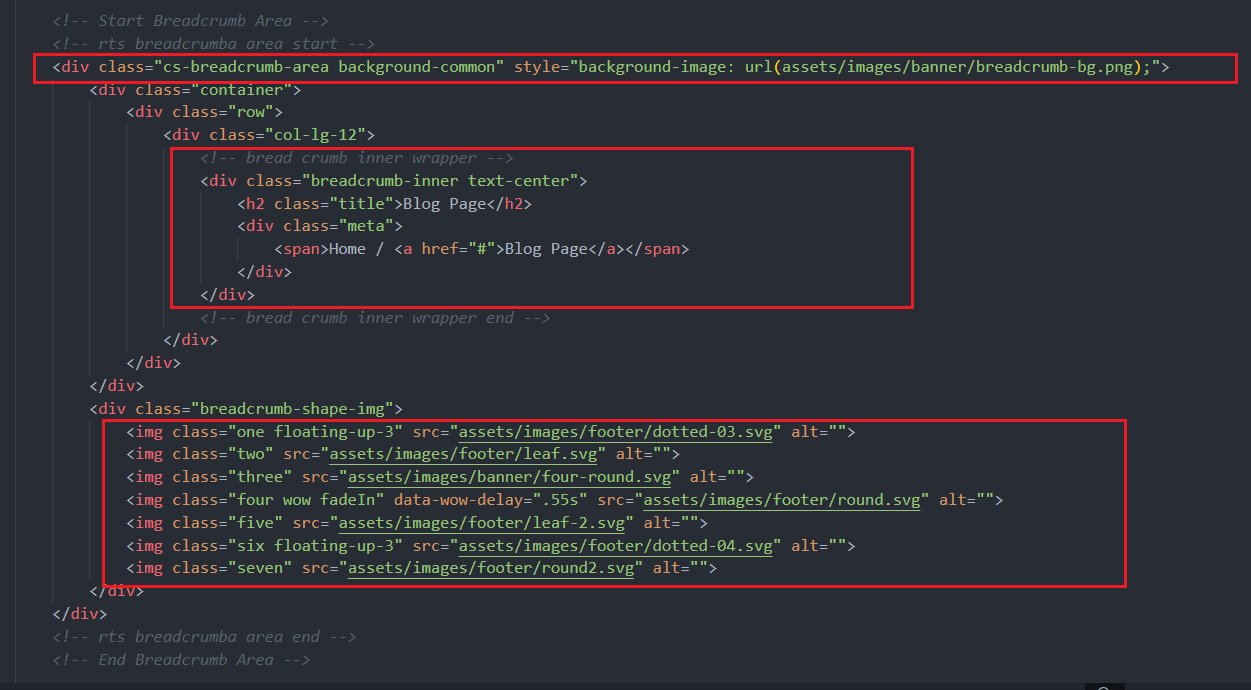 <!-- Start Breadcrumb Area -->
<!-- rts breadcrumba area start -->
<div class="cs-breadcrumb-area background-common" style="background-image: url(assets/images/banner/breadcrumb-bg.png);">
<div class="container">
<div class="row">
<div class="col-lg-12">
<!-- bread crumb inner wrapper -->
<div class="breadcrumb-inner text-center">
<h2 class="title">Blog Page</h2>
<div class="meta">
<span>Home / <a href="#">Blog Page</a></span>
</div>
</div>
<!-- bread crumb inner wrapper end -->
</div>
</div>
</div>
<div class="breadcrumb-shape-img">
<img class="one floating-up-3" src="assets/images/footer/dotted-03.svg" alt="">
<img class="two" src="assets/images/footer/leaf.svg" alt="">
<img class="three" src="assets/images/banner/four-round.svg" alt="">
<img class="four wow fadeIn" data-wow-delay=".55s" src="assets/images/footer/round.svg" alt="">
<img class="five" src="assets/images/footer/leaf-2.svg" alt="">
<img class="six floating-up-3" src="assets/images/footer/dotted-04.svg" alt="">
<img class="seven" src="assets/images/footer/round2.svg" alt="">
</div>
</div>
<!-- rts breadcrumba area end -->
<!-- End Breadcrumb Area -->